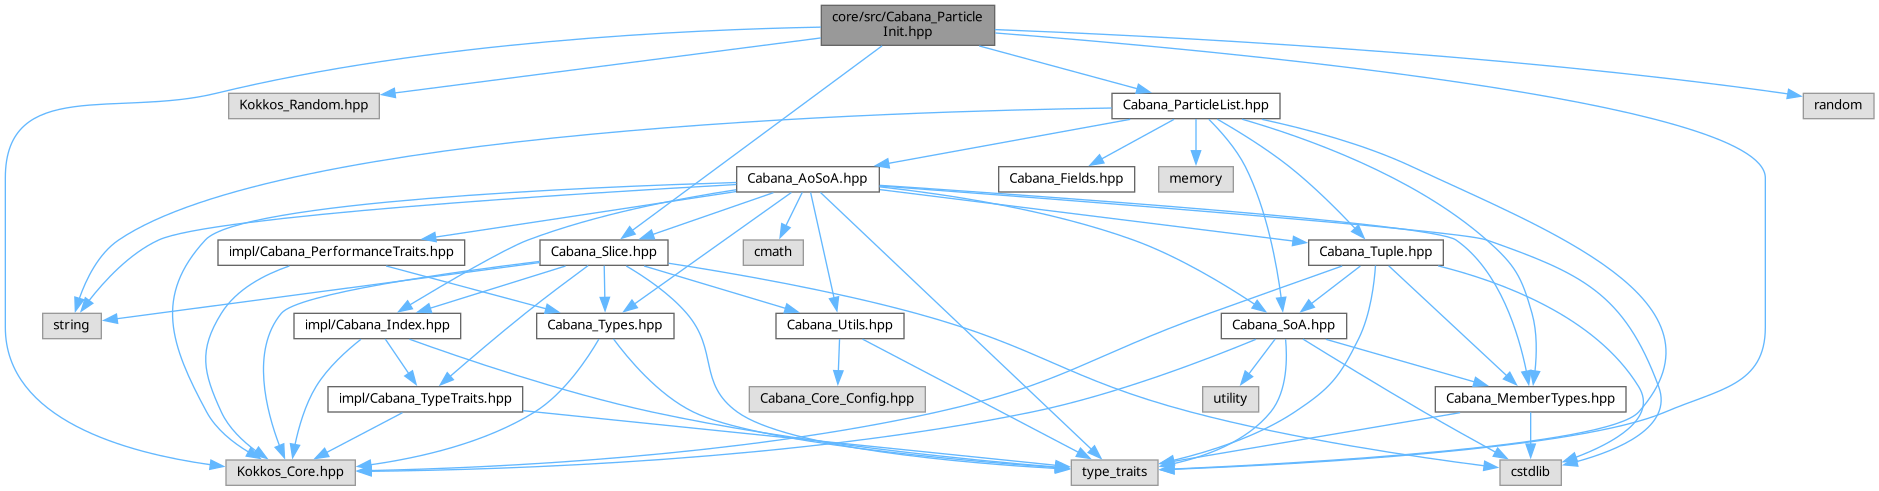 core/src/Cabana_Particle
Init.hpp
Kokkos_Random.hpp
Cabana_ParticleList.hpp
random
Cabana_AoSoA.hpp
Cabana_Fields.hpp
memory
impl/Cabana_PerformanceTraits.hpp
Cabana_Slice.hpp
cmath
Cabana_Tuple.hpp
string
impl/Cabana_Index.hpp
Cabana_Types.hpp
Cabana_Utils.hpp
Cabana_SoA.hpp
impl/Cabana_TypeTraits.hpp
Cabana_Core_Config.hpp
utility
Cabana_MemberTypes.hpp
Kokkos_Core.hpp
type_traits
cstdlib